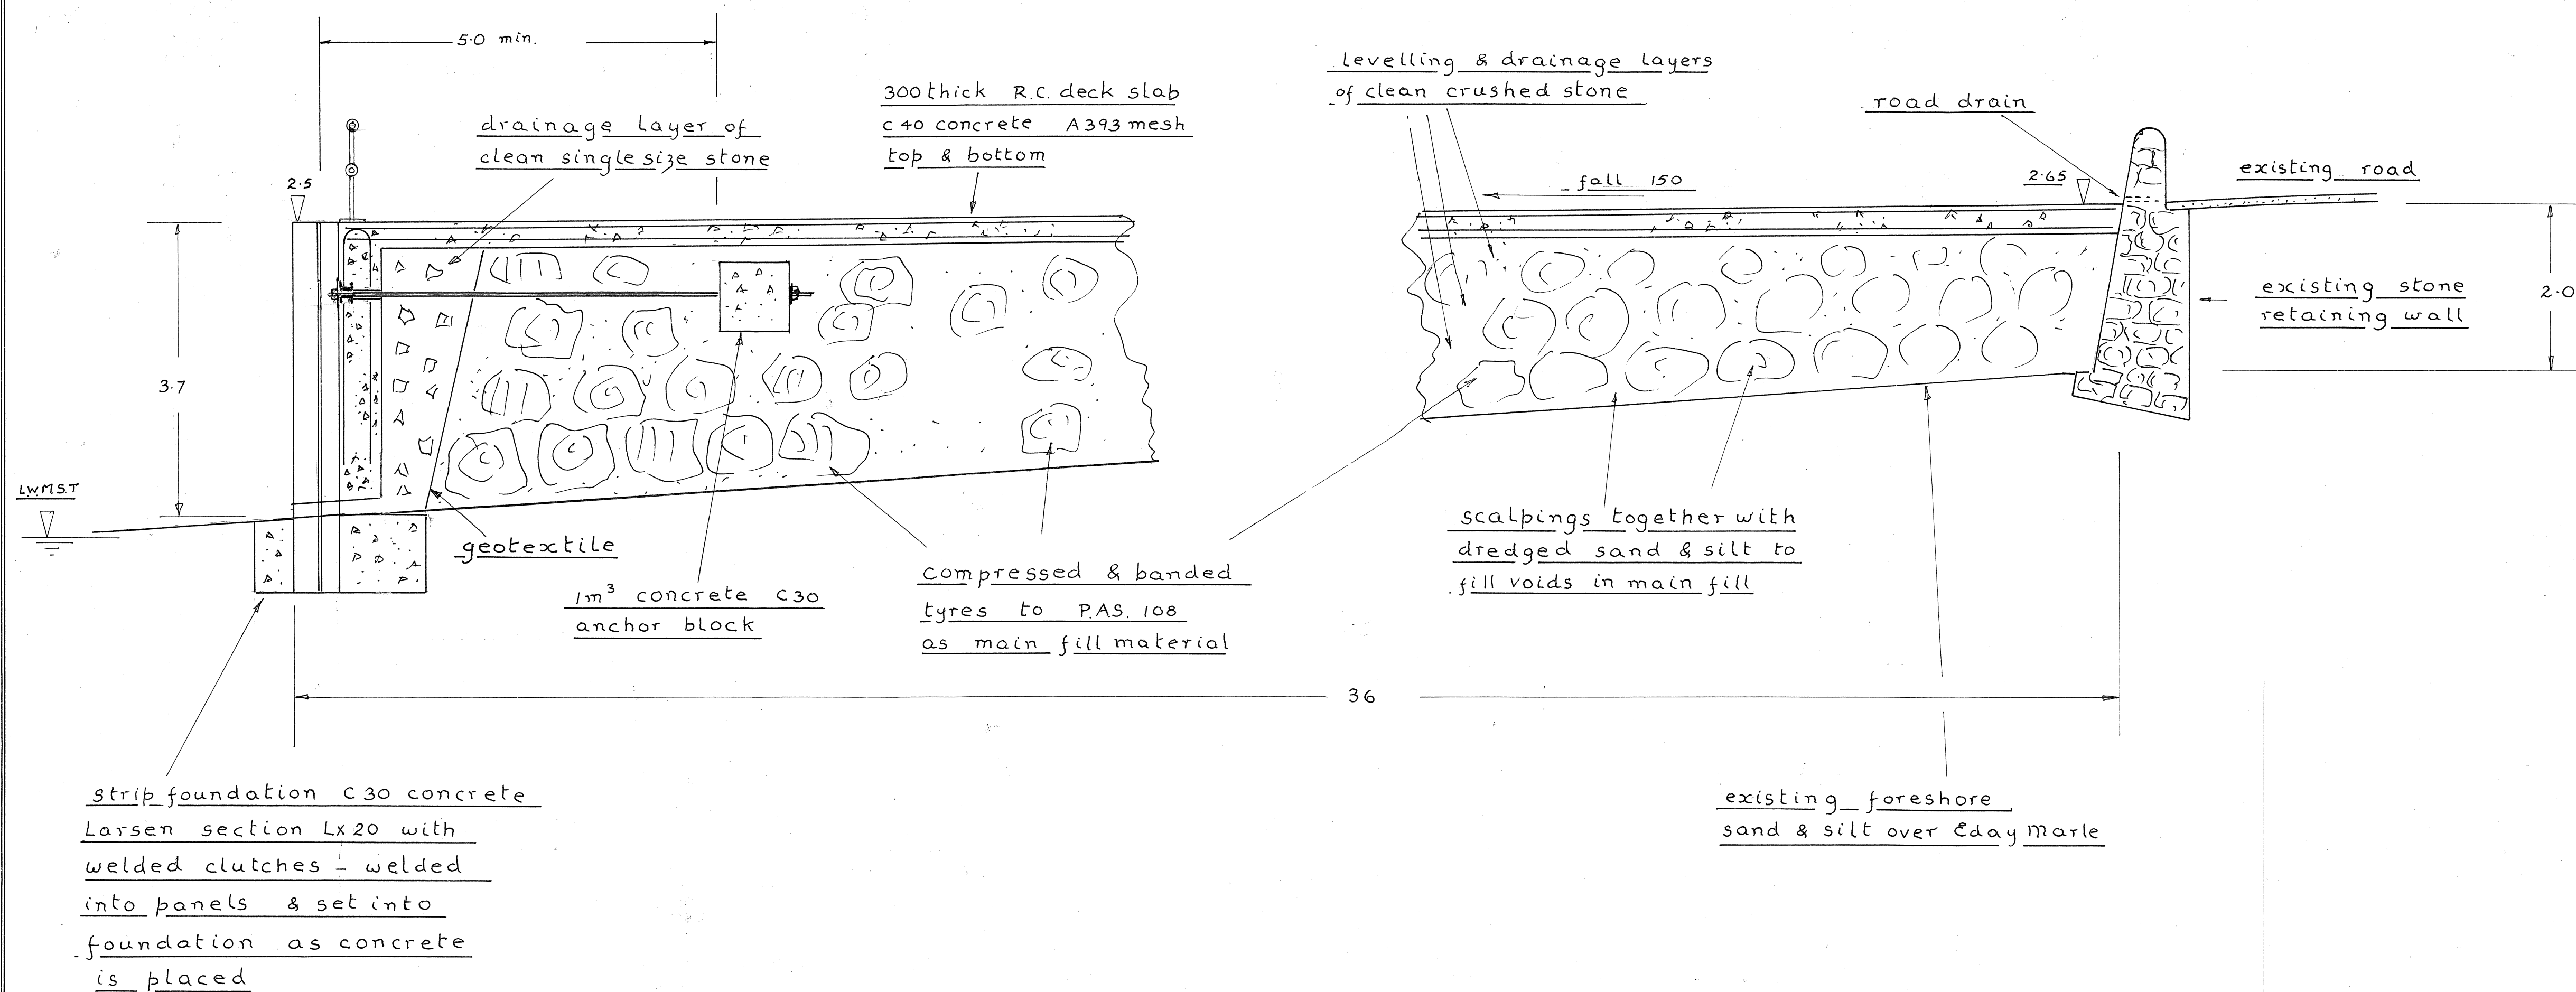 5.0 min.
drainage layer of
clean single size stone
300 thick R.C. deck slab
c 40 concrete A393 mesh
top & bottom
levelling & drainage layers
of clean crushed stone
road drain
existing road
2.5
fall 150
2.65
existing stone
retaining wall
2.0
3.7
L.W.M.S.T
geotextile
1m³ concrete C30
anchor block
compressed & banded
tyres to P.A.S. 108
as main fill material
scalpings together with
dredged sand & silt to
fill voids in main fill
36
strip foundation C30 concrete
Larsen section LX20 with
welded clutches – welded
into panels & set into
foundation as concrete
is placed
existing foreshore
sand & silt over Eday Marle